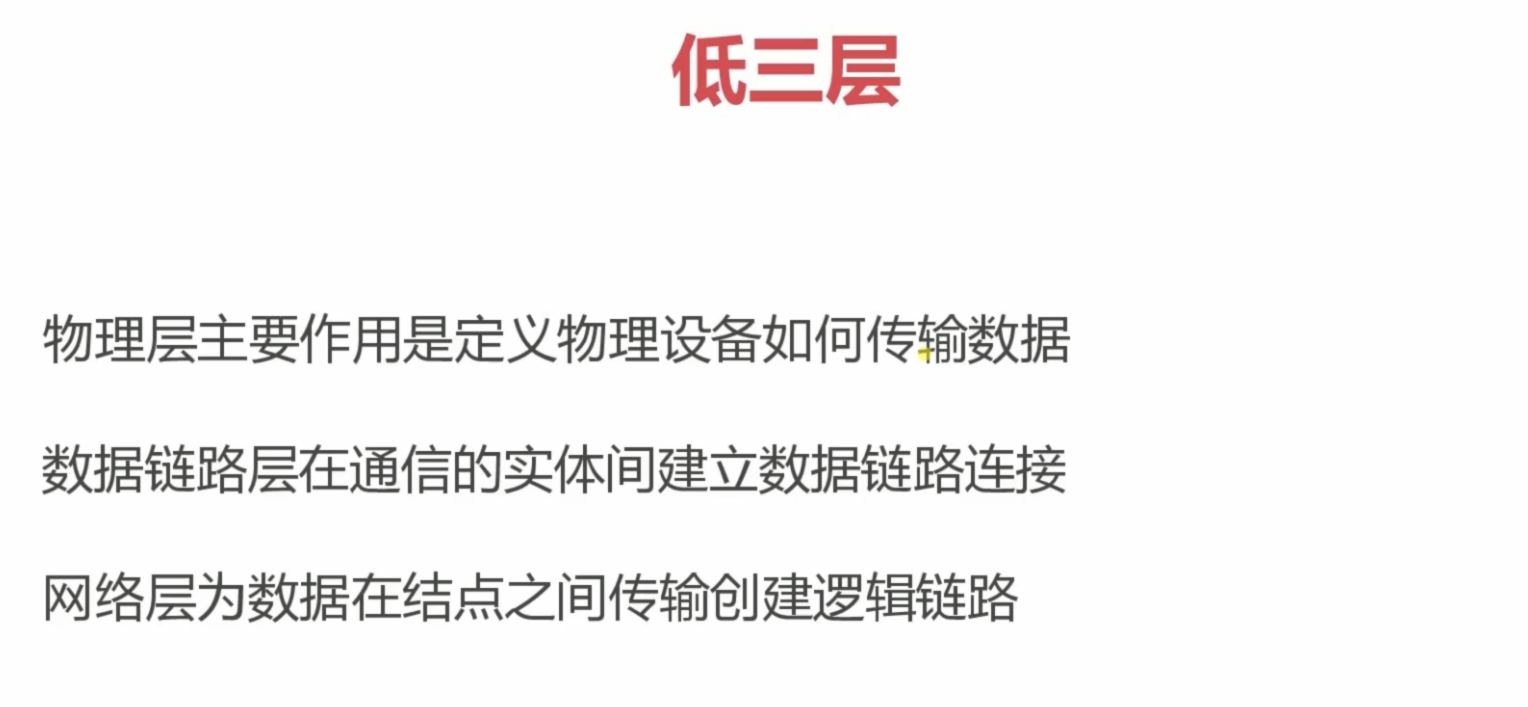 低三层
物理层主要作用是定义物理设备如何传输数据
数据链路层在通信的实体间建立数据链路连接
网络层为数据在结点之间传输创建逻辑链路